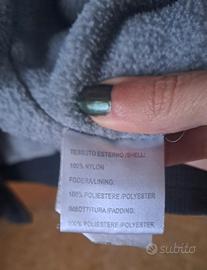 TESSUTO ESTERNO /SHELL:
100% NYLON
FODERA/LINING:
100% POLIESTERE /POLYESTER
IMBOTTITURA/PADDING:
100% POLIESTERE /POLYESTER
subito